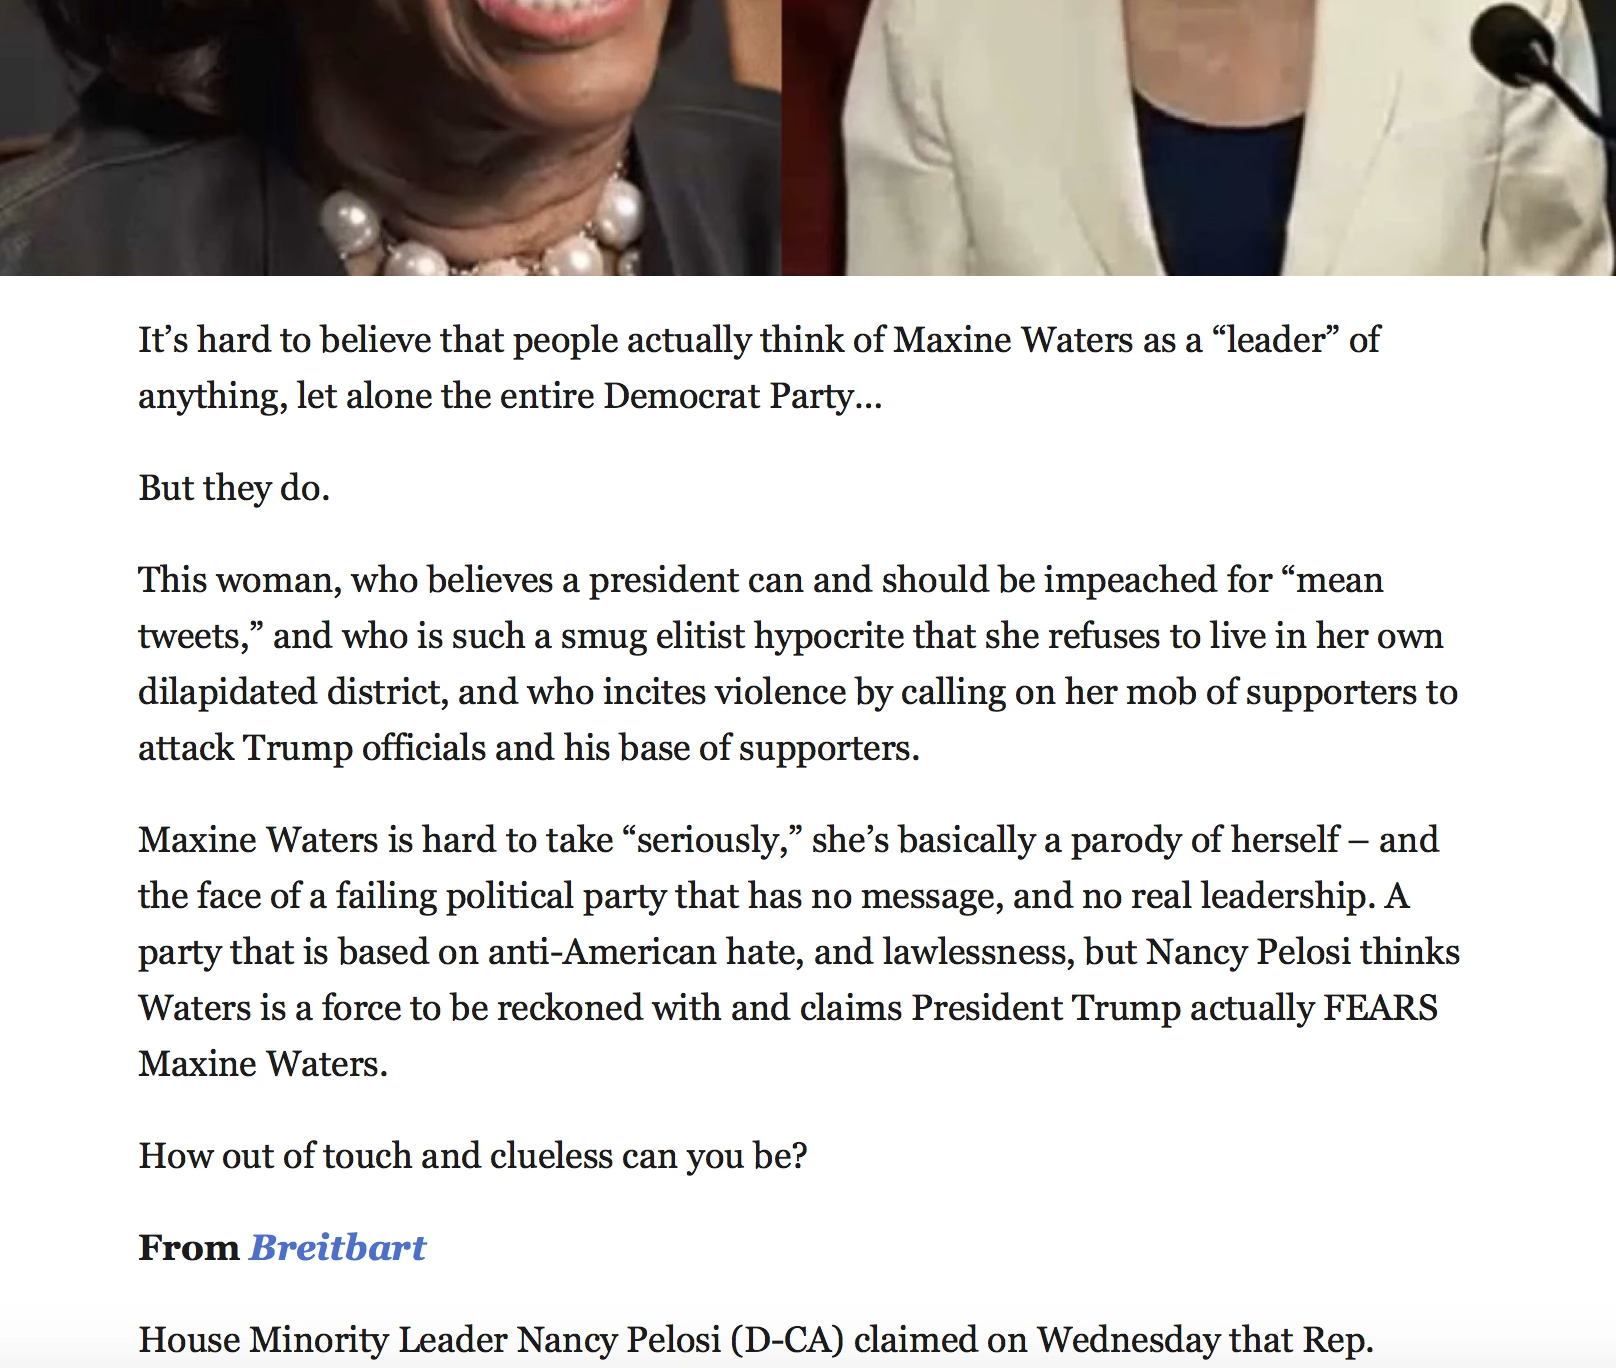 It’s hard to believe that people actually think of Maxine Waters as a “leader” of
anything, let alone the entire Democrat Party...
But they do.
This woman, who believes a president can and should be impeached for “mean
tweets,” and who is such a smug elitist hypocrite that she refuses to live in her own
dilapidated district, and who incites violence by calling on her mob of supporters to
attack Trump officials and his base of supporters.
Maxine Waters is hard to take “seriously,” she’s basically a parody of herself – and
the face of a failing political party that has no message, and no real leadership. A
party that is based on anti-American hate, and lawlessness, but Nancy Pelosi thinks
Waters is a force to be reckoned with and claims President Trump actually FEARS
Maxine Waters.
How out of touch and clueless can you be?
From Breitbart
House Minority Leader Nancy Pelosi (D-CA) claimed on Wednesday that Rep.